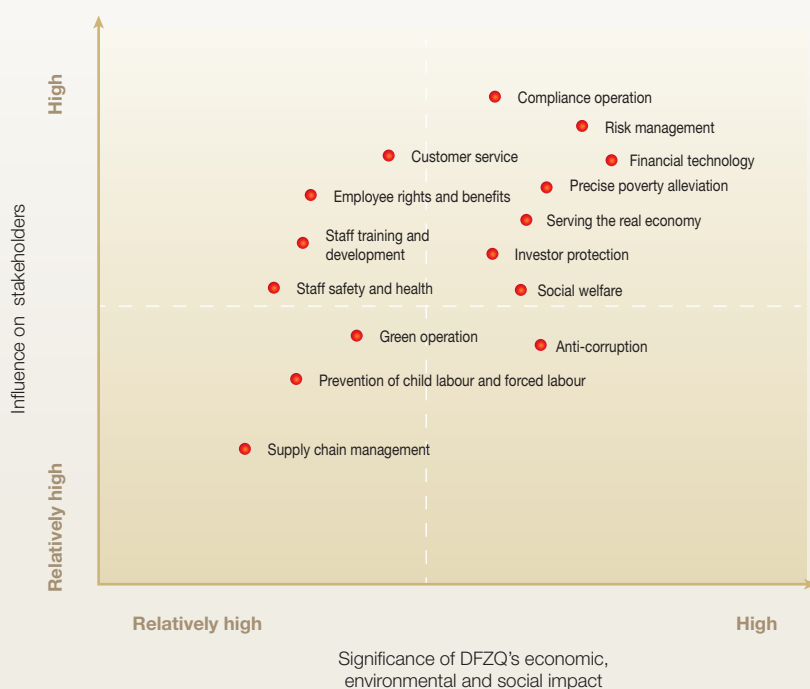 High
Compliance operation
Risk management
Customer service
Financial technology
Precise poverty alleviation
Employee rights and benefits
Serving the real economy
Staff training and
development
Investor protection
Staff safety and health
Social welfare
Influence on stakeholders
Green operation
Anti-corruption
Prevention of child labour and forced labour
Supply chain management
Relatively high
Relatively high
High
Significance of DFZQ's economic,
environmental and social impact